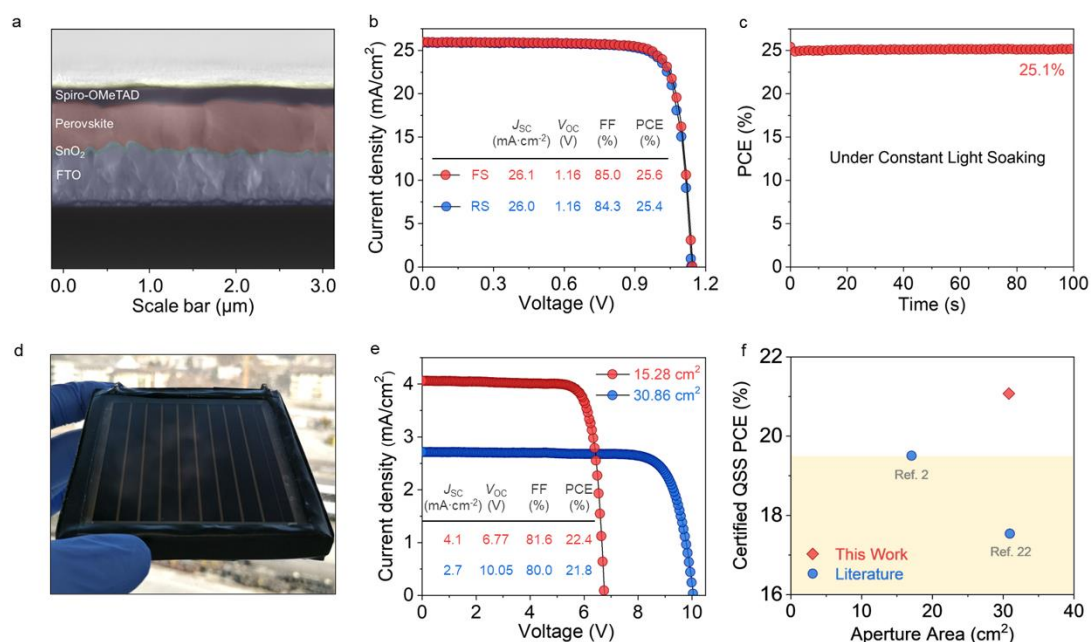 a
Au
Spiro-OMeTAD
Perovskite
SnO₂
FTO
0.0 1.0 2.0 3.0
Scale bar (µm)
b
Current density (mA/cm²)
25
20
15
10
5
0
J_SC V_OC FF PCE
(mA·cm⁻²) (V) (%) (%)
FS 26.1 1.16 85.0 25.6
RS 26.0 1.16 84.3 25.4
0.0 0.3 0.6 0.9 1.2
Voltage (V)
c
PCE (%)
30
25
20
15
10
5
0
25.1%
Under Constant Light Soaking
0 20 40 60 80 100
Time (s)
d
e
Current density (mA/cm²)
4
3
2
1
0
15.28 cm²
30.86 cm²
J_SC V_OC FF PCE
(mA·cm⁻²) (V) (%) (%)
4.1 6.77 81.6 22.4
2.7 10.05 80.0 21.8
0 2 4 6 8 10
Voltage (V)
f
Certified QSS PCE (%)
22
20
18
16
Ref. 2
Ref. 22
This Work
Literature
0 10 20 30 40
Aperture Area (cm²)